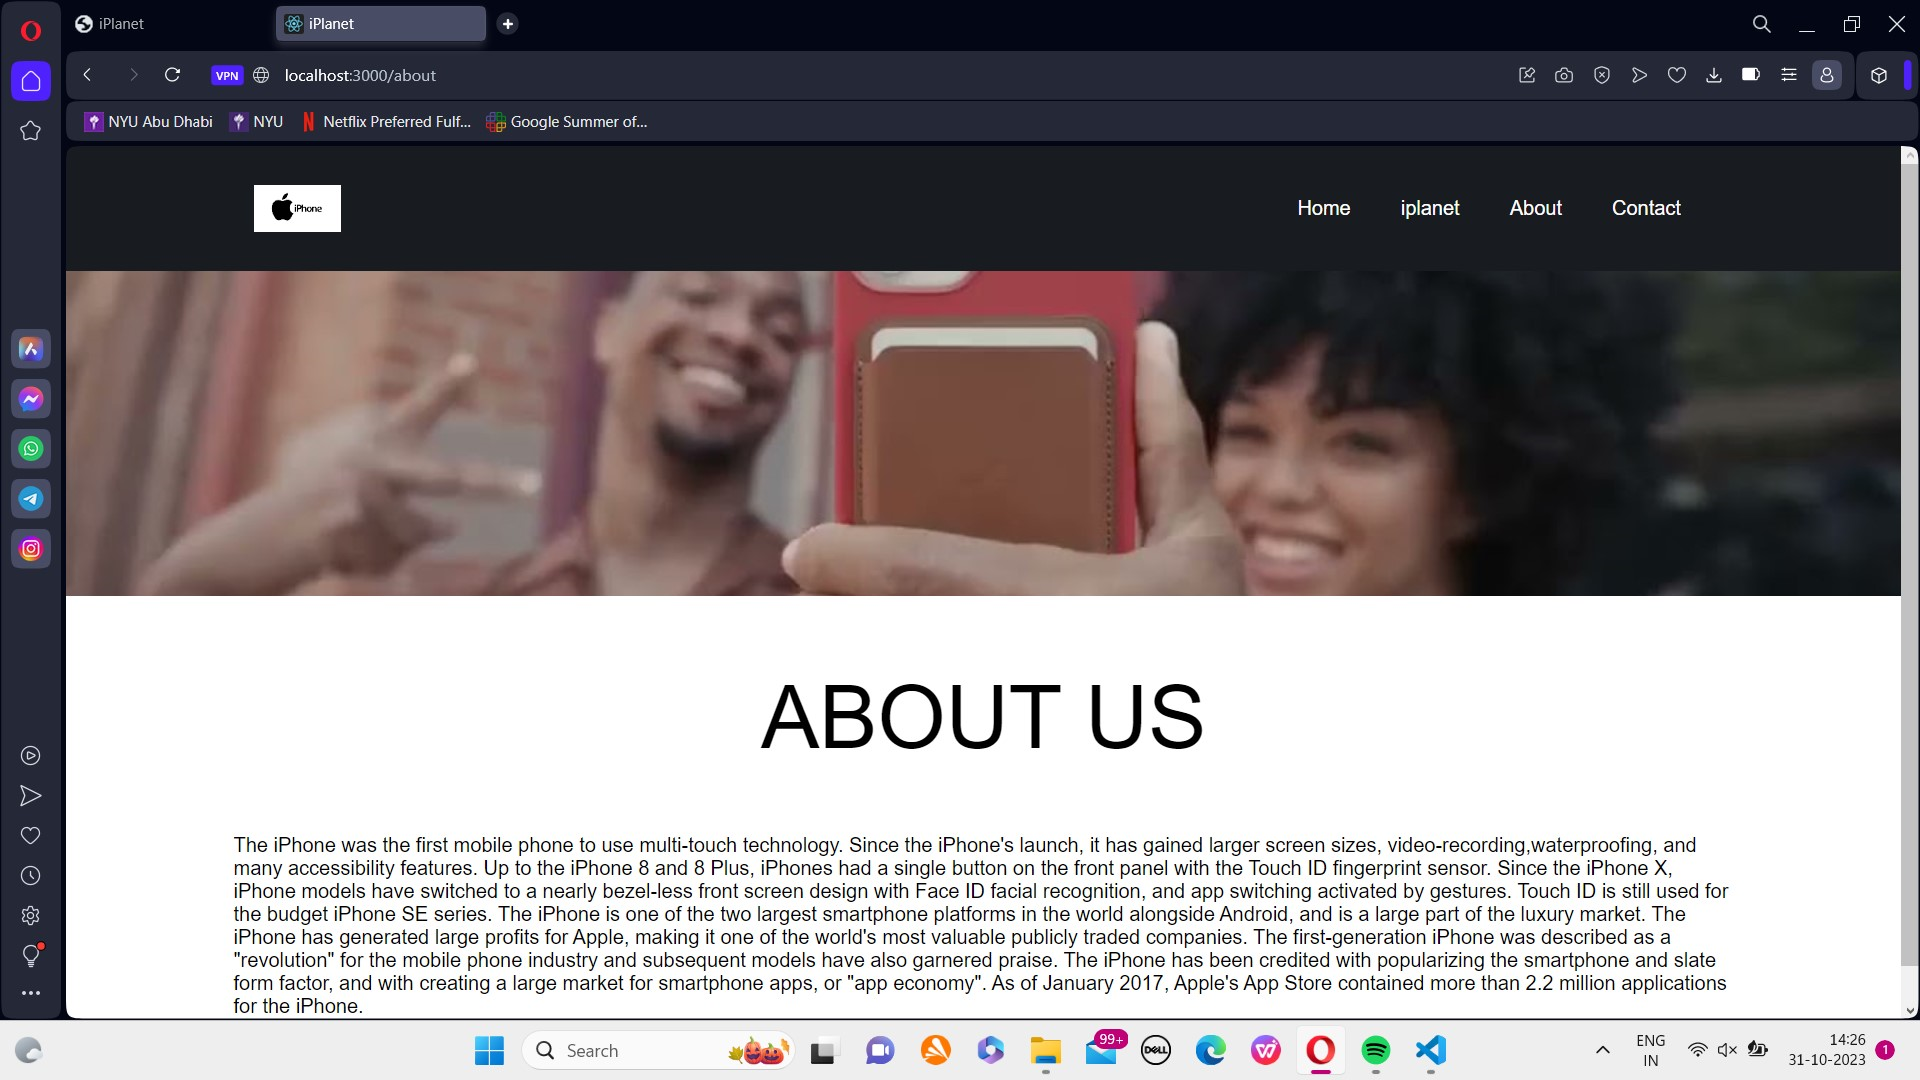 iPlanet
iPlanet
VPN
localhost:3000/about
NYU Abu Dhabi
NYU
Netflix Preferred Fulf...
Google Summer of...
iPhone
Home
iplanet
About
Contact
ABOUT US
The iPhone was the first mobile phone to use multi-touch technology. Since the iPhone's launch, it has gained larger screen sizes, video-recording,waterproofing, and
many accessibility features. Up to the iPhone 8 and 8 Plus, iPhones had a single button on the front panel with the Touch ID fingerprint sensor. Since the iPhone X,
iPhone models have switched to a nearly bezel-less front screen design with Face ID facial recognition, and app switching activated by gestures. Touch ID is still used for
the budget iPhone SE series. The iPhone is one of the two largest smartphone platforms in the world alongside Android, and is a large part of the luxury market. The
iPhone has generated large profits for Apple, making it one of the world's most valuable publicly traded companies. The first-generation iPhone was described as a
"revolution" for the mobile phone industry and subsequent models have also garnered praise. The iPhone has been credited with popularizing the smartphone and slate
form factor, and with creating a large market for smartphone apps, or "app economy". As of January 2017, Apple's App Store contained more than 2.2 million applications
for the iPhone.
Search
99+
DELL
ENG
IN
14:26
31-10-2023
1